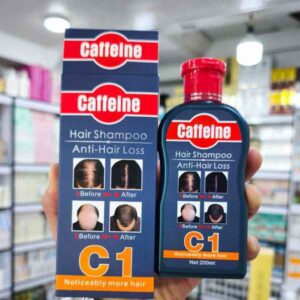 Caffeine
Caffeine
Hair Shampoo
Anti-Hair Loss
Before
After
Before
After
C1
Noticeably more hair
Caffeine
Hair Shampoo
Anti-Hair Loss
Before
After
Before
After
C1
Noticeably more hair
Net 200ml